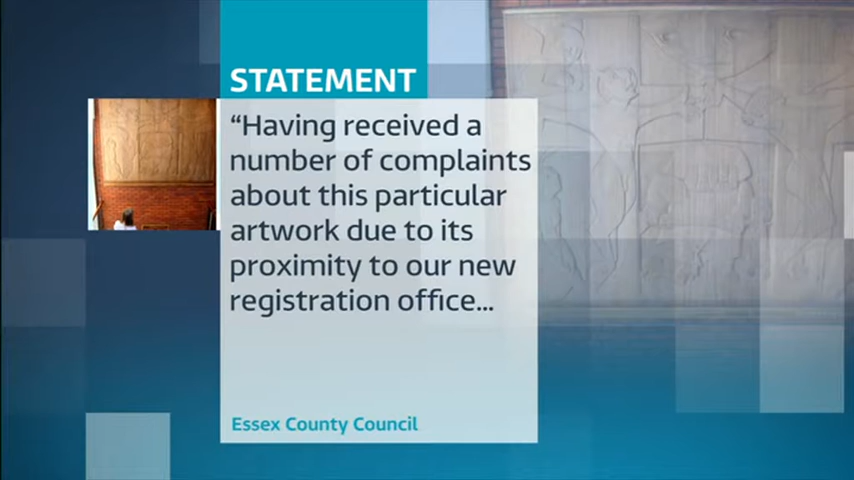 STATEMENT
“Having received a
number of complaints
about this particular
artwork due to its
proximity to our new
registration office...
Essex County Council